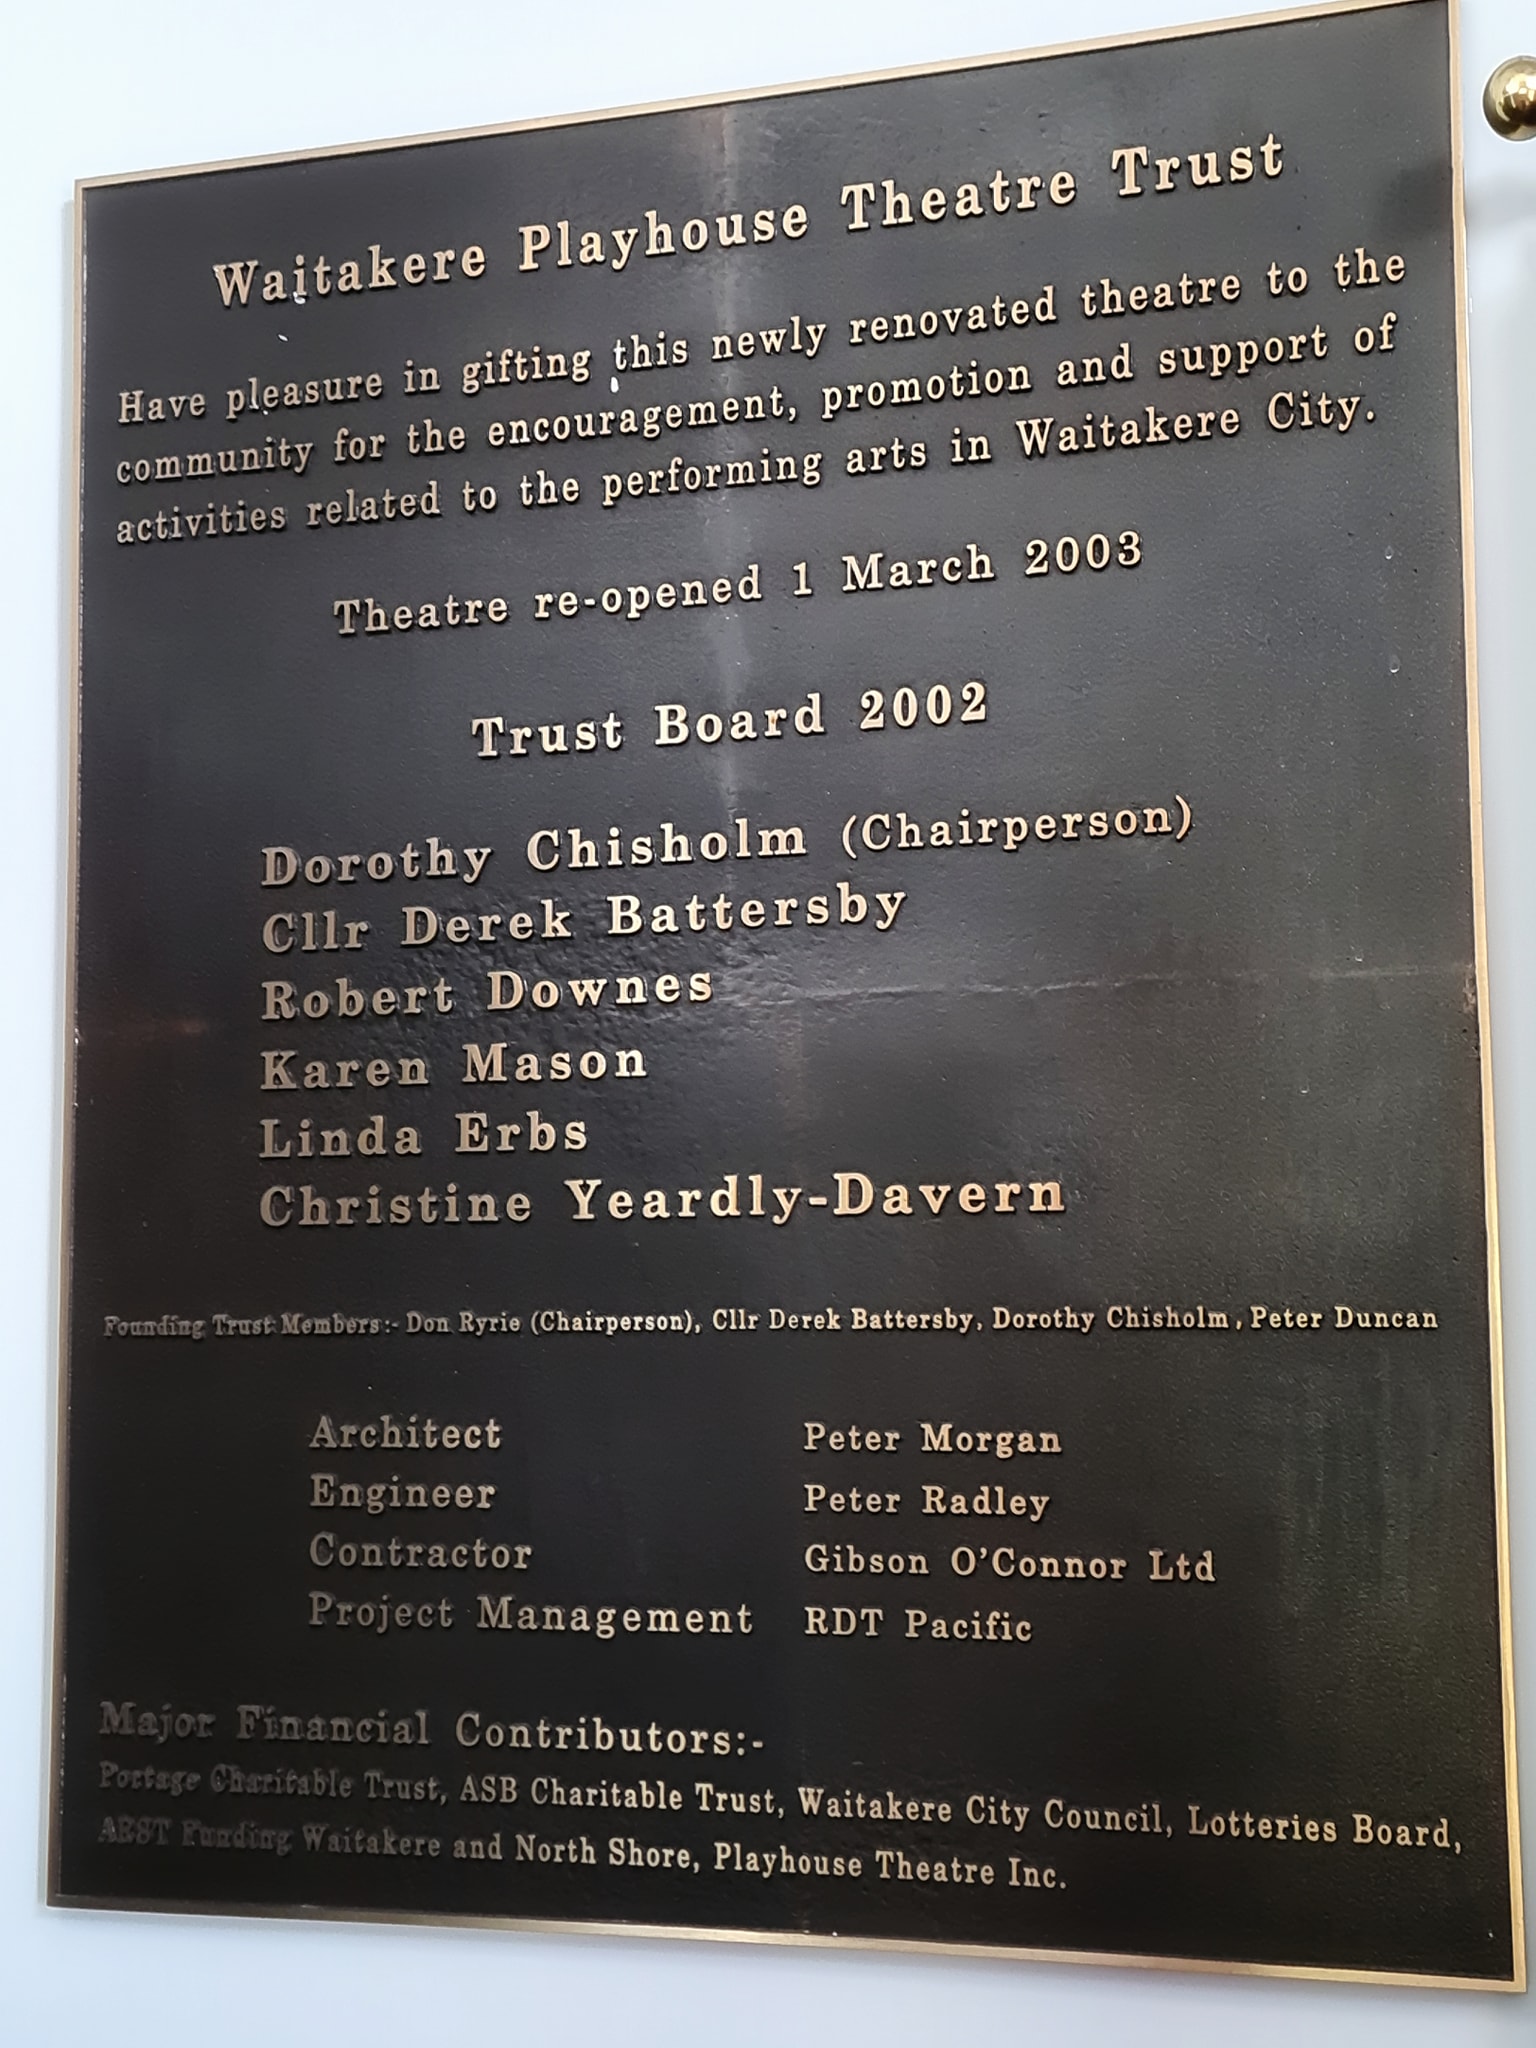 Waitakere Playhouse Theatre Trust
Have pleasure in gifting this newly renovated theatre to the
community for the encouragement, promotion and support of
activities related to the performing arts in Waitakere City.
Theatre re-opened 1 March 2003
Trust Board 2002
Dorothy Chisholm (Chairperson)
Cllr Derek Battersby
Robert Downes
Karen Mason
Linda Erbs
Christine Yeardly-Davern
Founding Trust Members:- Don Ryrie (Chairperson), Cllr Derek Battersby, Dorothy Chisholm, Peter Duncan
Architect Peter Morgan
Engineer Peter Radley
Contractor Gibson O'Connor Ltd
Project Management RDT Pacific
Major Financial Contributors:-
Portage Charitable Trust, ASB Charitable Trust, Waitakere City Council, Lotteries Board,
Funding Waitakere and North Shore, Playhouse Theatre Inc.